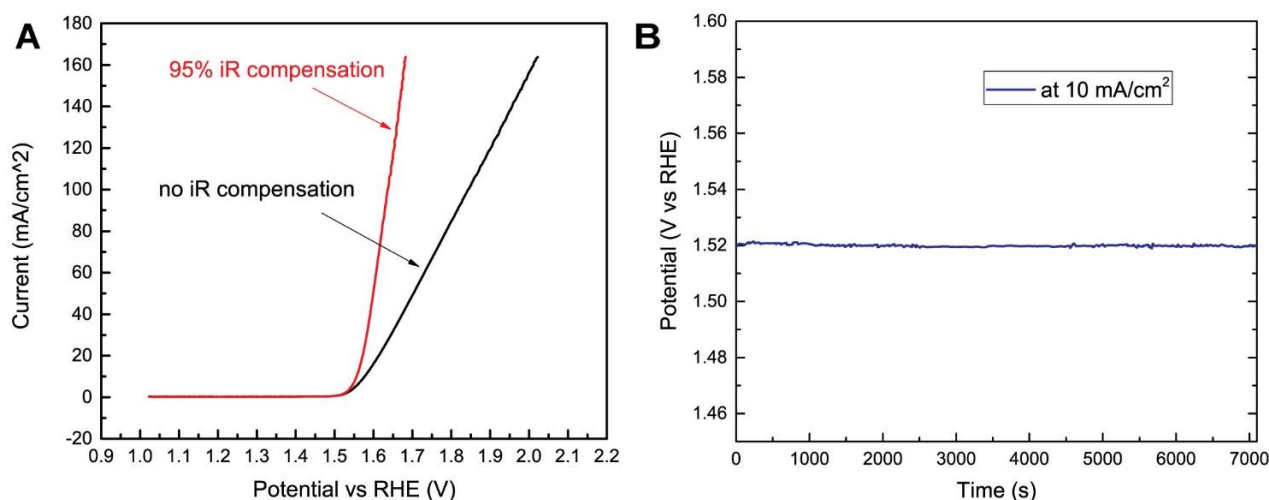 A
180
160
140
120
100
80
60
40
20
0
-20
Current (mA/cm^2)
95% iR compensation
no iR compensation
0.9 1.0 1.1 1.2 1.3 1.4 1.5 1.6 1.7 1.8 1.9 2.0 2.1 2.2
Potential vs RHE (V)
B
1.60
1.58
1.56
1.54
1.52
1.50
1.48
1.46
Potential (V vs RHE)
at 10 mA/cm²
0 1000 2000 3000 4000 5000 6000 7000
Time (s)